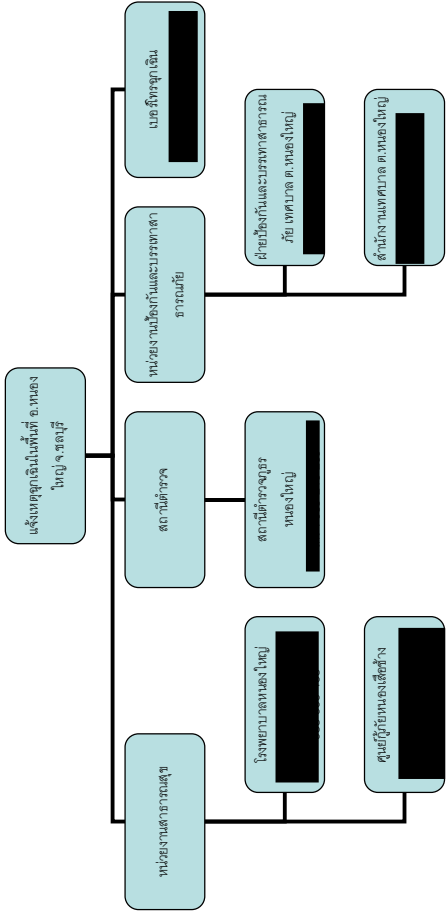 แจ้งเหตุฉุกเฉินในพื้นที่ อ.หนอง
ใหญ่ จ.ชลบุรี
หน่วยงานสาธารณสุข
สถานีตำรวจ
หน่วยงานป้องกันและบรรเทาสา
ธารณภัย
เบอร์โทรฉุกเฉิน
โรงพยาบาลหนองใหญ่
สถานีตำรวจภูธร
หนองใหญ่
ฝ่ายป้องกันและบรรเทาสาธารณ
ภัย เทศบาล ต.หนองใหญ่
ศูนย์กู้ภัยหนองเสือช้าง
สำนักงานเทศบาล ต.หนองใหญ่